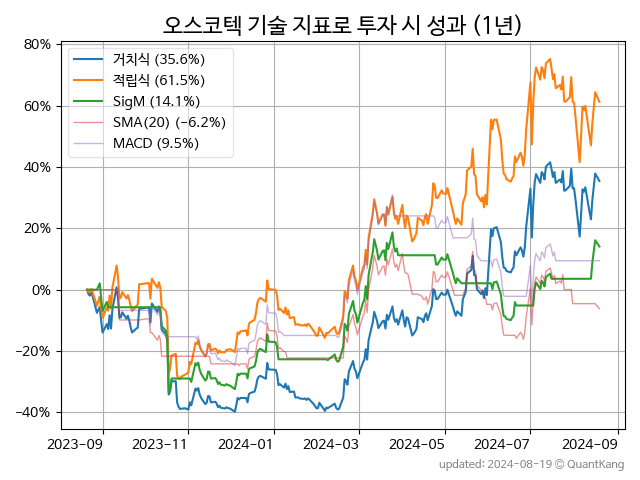 오스코텍 기술 지표로 투자 시 성과 (1년)
80%
60%
40%
20%
0%
−20%
−40%
거치식 (35.6%)
적립식 (61.5%)
SigM (14.1%)
SMA(20) (−6.2%)
MACD (9.5%)
2023-09 2023-11 2024-01 2024-03 2024-05 2024-07 2024-09
updated: 2024-08-19 © QuantKang